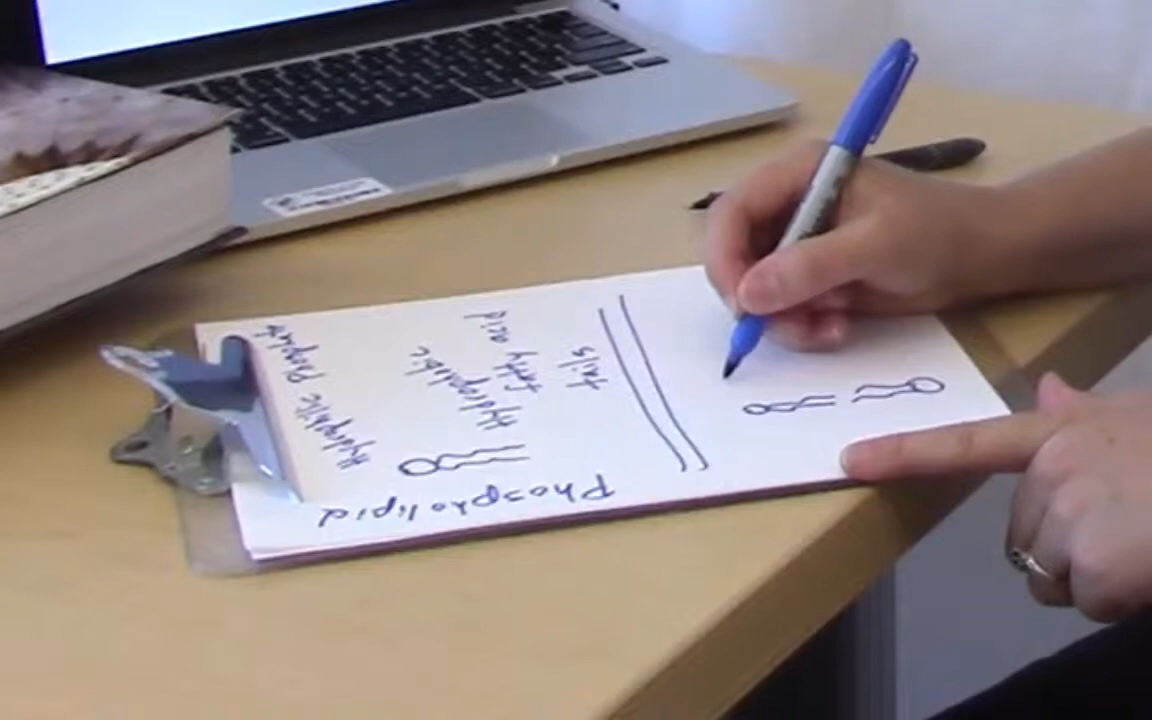 Phospholipid
Hydrophilic Phosphate
Hydrophobic
fatty acid
tails